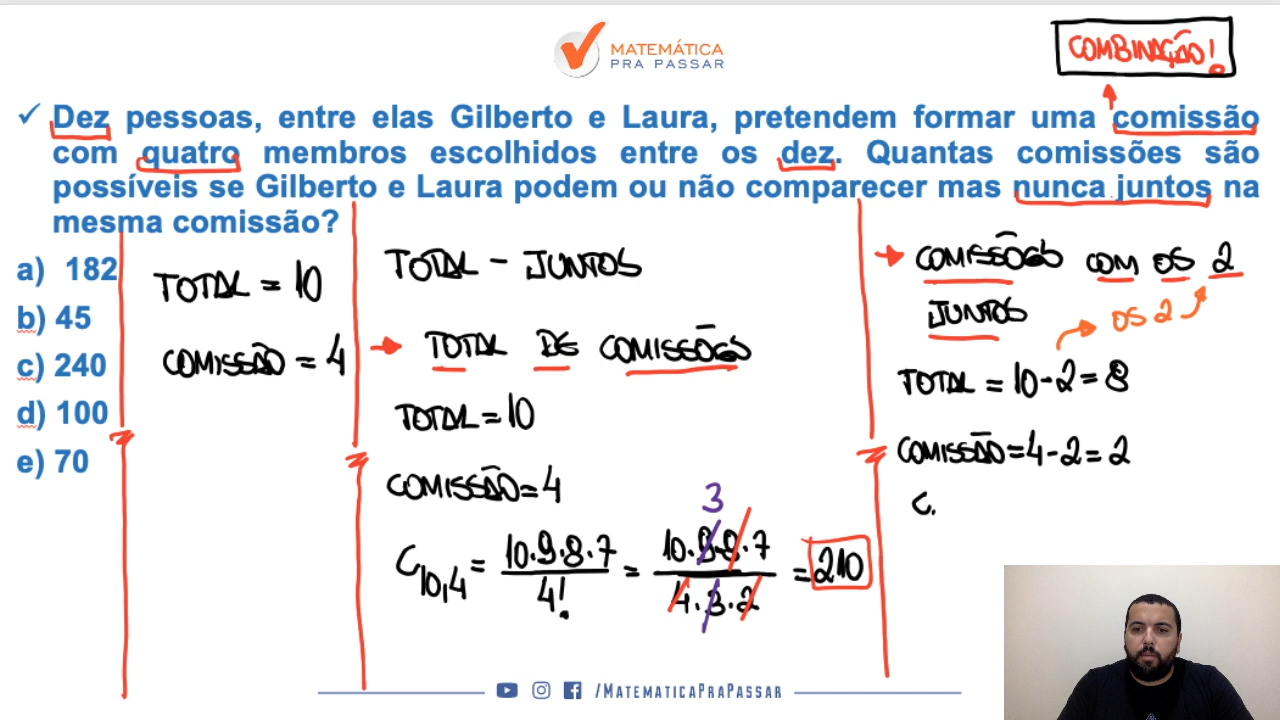 MATEMÁTICA
PRA PASSAR
COMBINAÇÃO!
✓ Dez pessoas, entre elas Gilberto e Laura, pretendem formar uma comissão
com quatro membros escolhidos entre os dez. Quantas comissões são
possíveis se Gilberto e Laura podem ou não comparecer mas nunca juntos na
mesma comissão?
a) 182
b) 45
c) 240
d) 100
e) 70
TOTAL = 10
COMISSÃO = 4
TOTAL - JUNTOS
→ TOTAL DE COMISSÕES
TOTAL = 10
COMISSÃO = 4
C10,4 = 10.9.8.7 / 4! = 10.9.8.7 / 4.3.2 = 210
3
→ COMISSÕES COM OS 2
JUNTOS
→ OS 2
TOTAL = 10 - 2 = 8
COMISSÃO = 4 - 2 = 2
C
/MATEMATICAPRAPASSAR